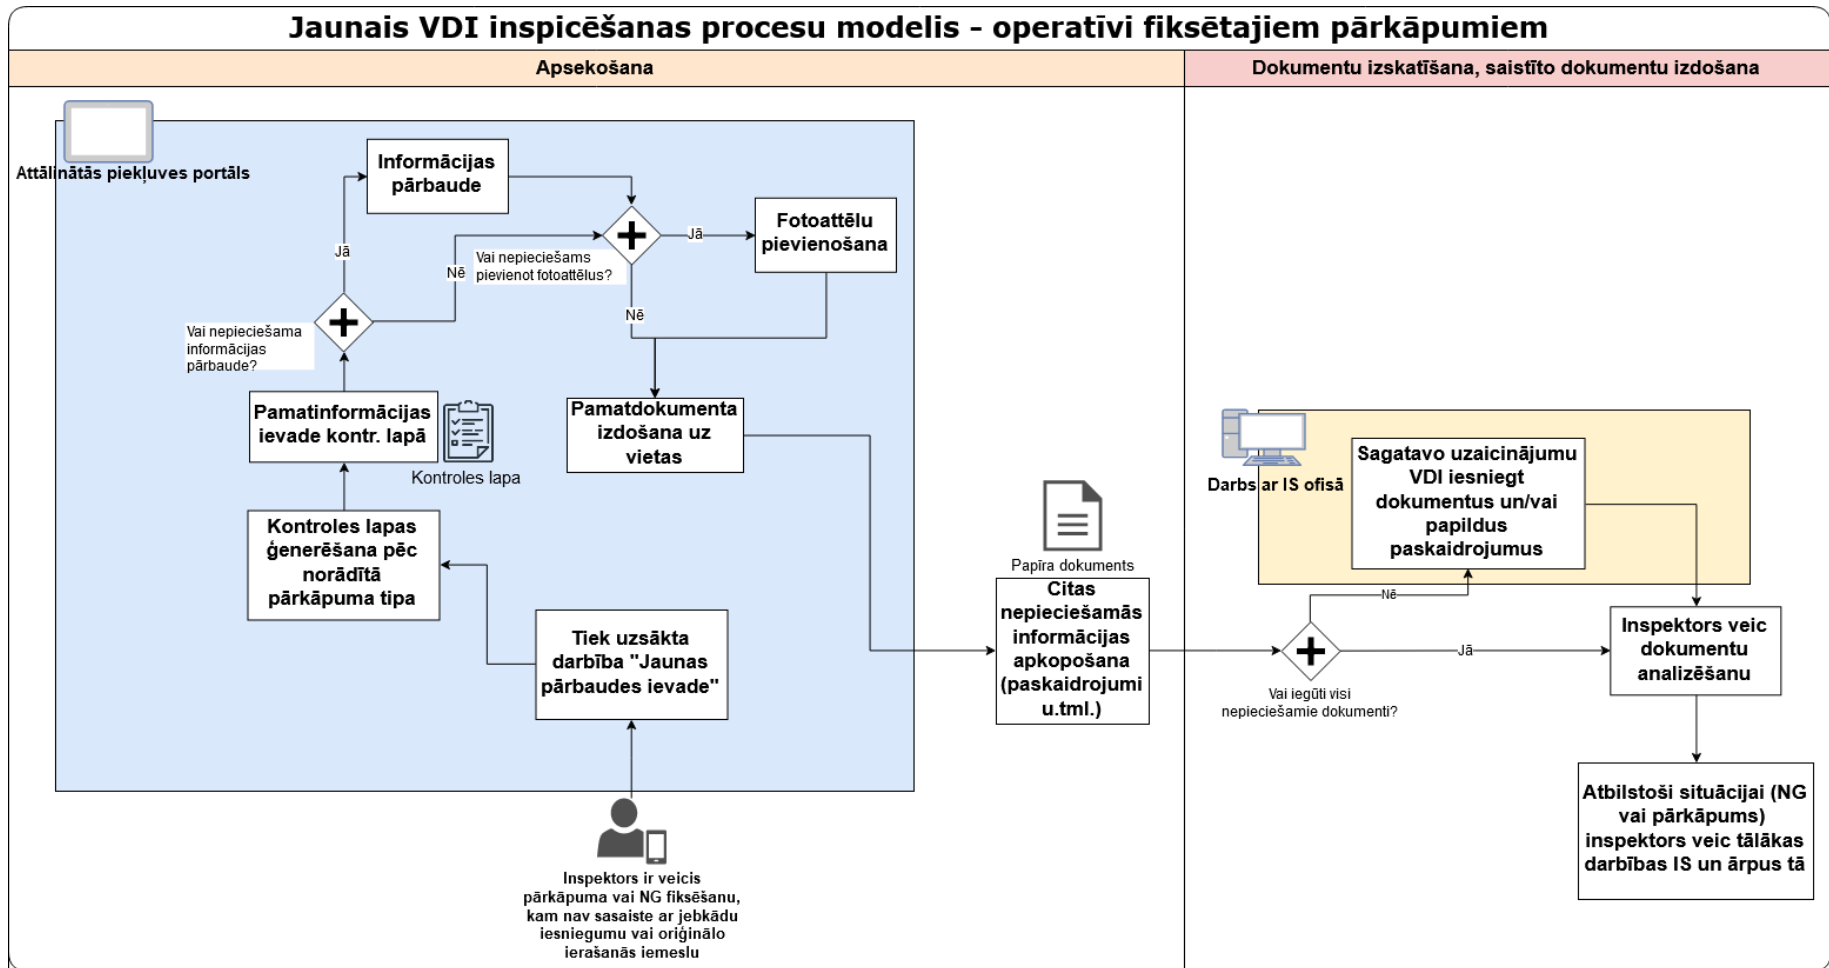 Jaunais VDI inspicēšanas procesu modelis - operatīvi fiksētajiem pārkāpumiem
Apsekošana
Dokumentu izskatīšana, saistīto dokumentu izdošana
Attālinātās piekļuves portāls
Informācijas
pārbaude
Jā
Vai nepieciešama
informācijas
pārbaude?
Nē
Vai nepieciešams
pievienot fotoattēlus?
Jā
Fotoattēlu
pievienošana
Nē
Pamatinformācijas
ievade kontr. lapā
Kontroles lapa
Pamatdokumenta
izdošana uz
vietas
Kontroles lapas
ģenerēšana pēc
norādītā
pārkāpuma tipa
Tiek uzsākta
darbība "Jaunas
pārbaudes ievade"
Inspektors ir veicis
pārkāpuma vai NG fiksēšanu,
kam nav sasaiste ar jebkādu
iesniegumu vai oriģinālo
ierašanās iemeslu
Papīra dokuments
Citas
nepieciešamās
informācijas
apkopošana
(paskaidrojumi
u.tml.)
Darbs ar IS ofisā
Sagatavo uzaicinājumu
VDI iesniegt
dokumentus un/vai
papildus
paskaidrojumus
Nē
Jā
Vai iegūti visi
nepieciešamie dokumenti?
Inspektors veic
dokumentu
analizēšanu
Atbilstoši situācijai (NG
vai pārkāpums)
inspektors veic tālākas
darbības IS un ārpus tā